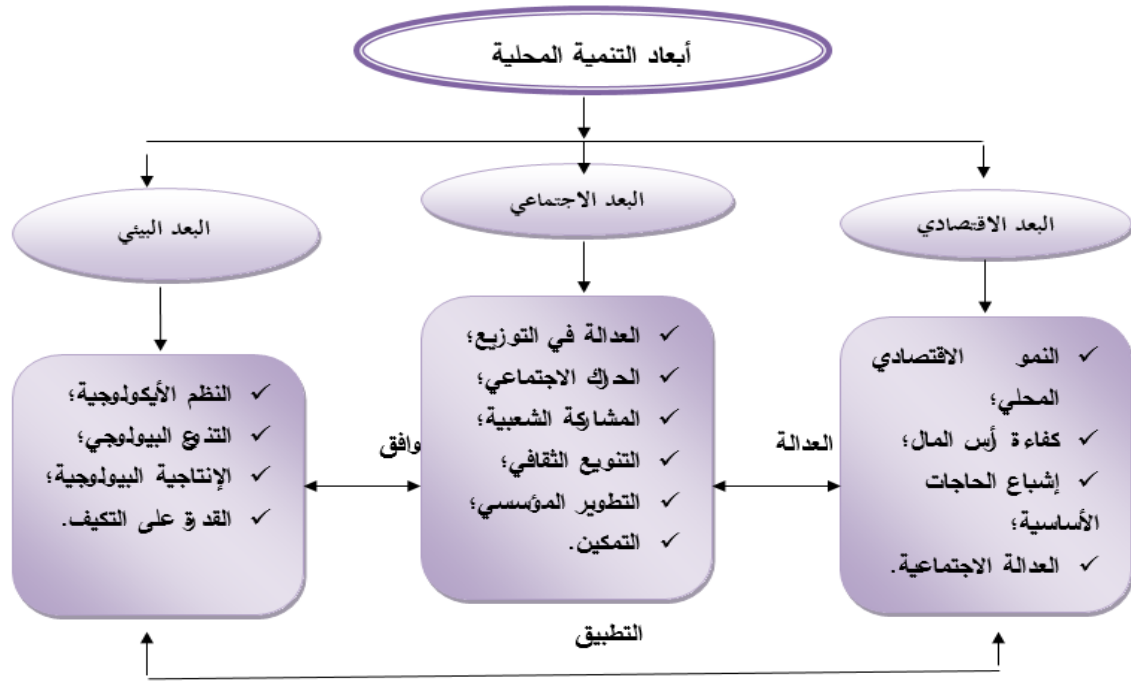 أبعاد التنمية المحلية
البعد الاقتصادي
البعد الاجتماعي
البعد البيئي
✓ النمو الاقتصادي
المحلي؛
✓ كفاءة رأس المال؛
✓ إشباع الحاجات
الأساسية؛
✓ العدالة الاجتماعية.
العدالة
✓ العدالة في التوزيع؛
✓ الحراك الاجتماعي؛
✓ المشاركة الشعبية؛
✓ التنويع الثقافي؛
✓ التطوير المؤسسي؛
✓ التمكين.
وافق
✓ النظم الأيكولوجية؛
✓ التنوع البيولوجي؛
✓ الإنتاجية البيولوجية؛
✓ القدرة على التكيف.
التطبيق